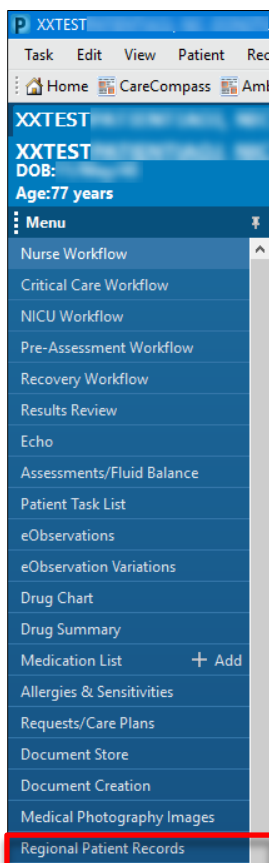 P XXTEST
Task Edit View Patient Rec
Home CareCompass Amb
XXTEST
XXTEST
DOB:
Age:77 years
Menu
Nurse Workflow
Critical Care Workflow
NICU Workflow
Pre-Assessment Workflow
Recovery Workflow
Results Review
Echo
Assessments/Fluid Balance
Patient Task List
eObservations
eObservation Variations
Drug Chart
Drug Summary
Medication List + Add
Allergies & Sensitivities
Requests/Care Plans
Document Store
Document Creation
Medical Photography Images
Regional Patient Records